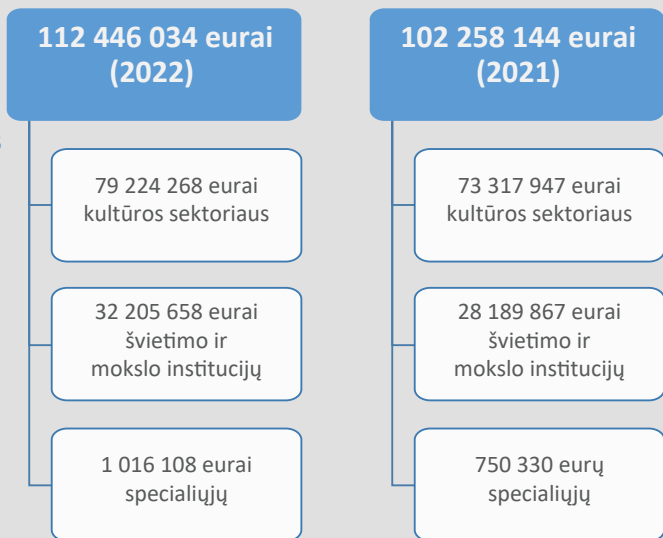 112 446 034 eurai
(2022)
79 224 268 eurai
kultūros sektoriaus
32 205 658 eurai
švietimo ir
mokslo institucijų
1 016 108 eurai
specialiųjų
102 258 144 eurai
(2021)
73 317 947 eurai
kultūros sektoriaus
28 189 867 eurai
švietimo ir
mokslo institucijų
750 330 eurų
specialiųjų